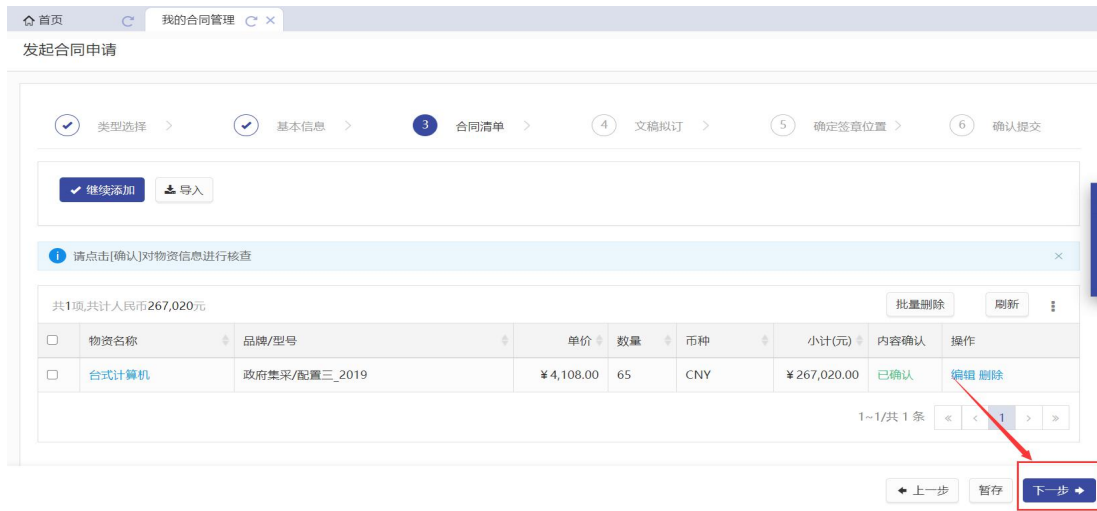 首页 我的合同管理
发起合同申请
类型选择 基本信息 3 合同清单 4 文稿拟订 5 确定签章位置 6 确认提交
继续添加 导入
请点击[确认]对物资信息进行核查
共1项,共计人民币267,020元 批量删除 刷新
物资名称 品牌/型号 单价 数量 币种 小计(元) 内容确认 操作
台式计算机 政府集采/配置三_2019 ¥4,108.00 65 CNY ¥267,020.00 已确认 编辑 删除
1~1/共 1 条 « < 1 > »
上一步 暂存 下一步